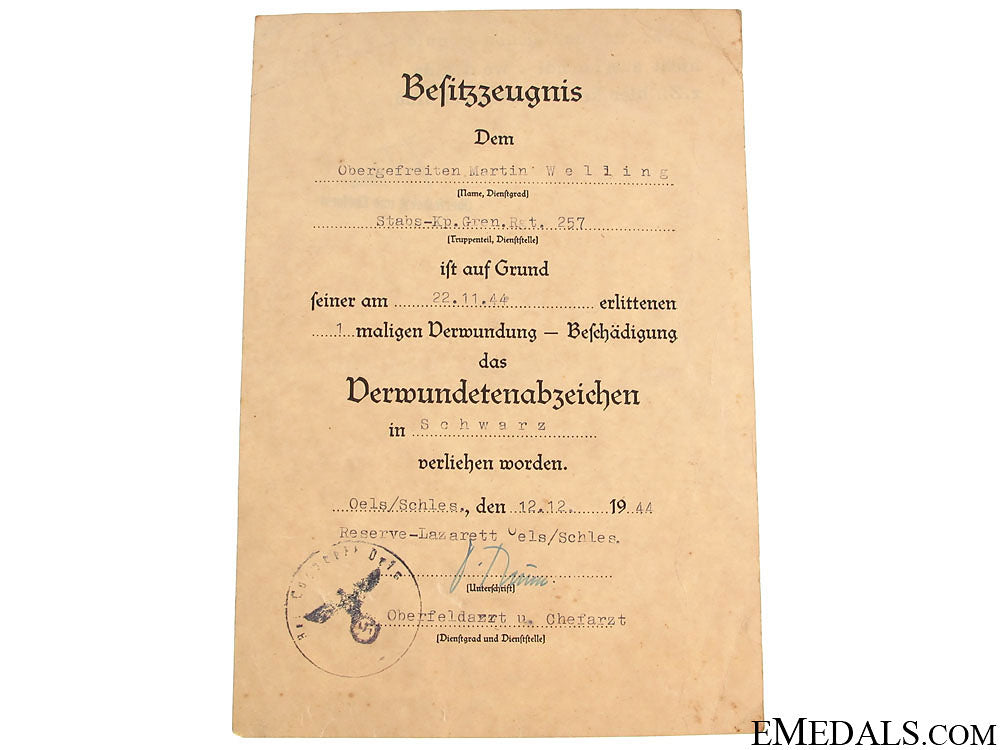 Besitzzeugnis
Dem
Obergefreiten Martin Welling
(Name, Dienstgrad)
Stabs-Kp.Gren.Rgt. 257
(Truppenteil, Dienststelle)
ist auf Grund
seiner am 22.11.44 erlittenen
1 maligen Verwundung — Beschädigung
das
Verwundetenabzeichen
in Schwarz
verliehen worden.
Oels/Schles., den 12.12. 1944
Reserve-Lazarett Oels/Schles.
(Unterschrift)
Oberfeldarzt u. Chefarzt
(Dienstgrad und Dienststelle)
EMEDALS.COM